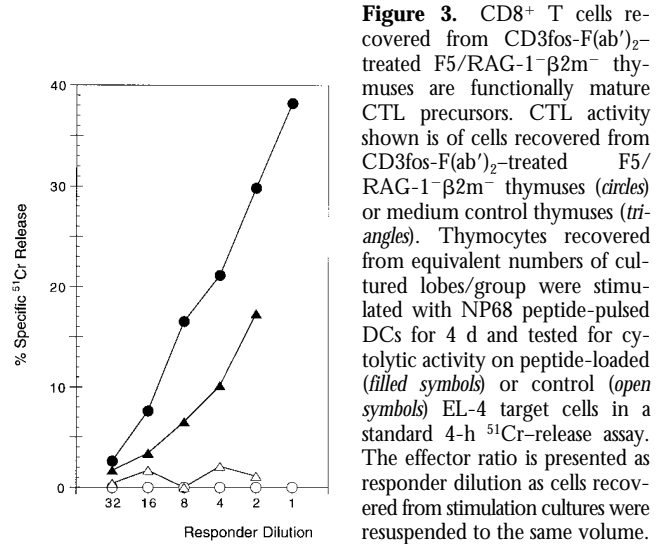 Figure 3. CD8⁺ T cells re-
covered from CD3fos-F(ab′)₂–
treated F5/RAG-1⁻β2m⁻ thy-
muses are functionally mature
CTL precursors. CTL activity
shown is of cells recovered from
CD3fos-F(ab′)₂–treated F5/
RAG-1⁻β2m⁻ thymuses (circles)
or medium control thymuses (tri-
angles). Thymocytes recovered
from equivalent numbers of cul-
tured lobes/group were stimu-
lated with NP68 peptide-pulsed
DCs for 4 d and tested for cy-
tolytic activity on peptide-loaded
(filled symbols) or control (open
symbols) EL-4 target cells in a
standard 4-h ⁵¹Cr–release assay.
The effector ratio is presented as
responder dilution as cells recov-
ered from stimulation cultures were
resuspended to the same volume.
% Specific ⁵¹Cr Release
40
30
20
10
0
32 16 8 4 2 1
Responder Dilution